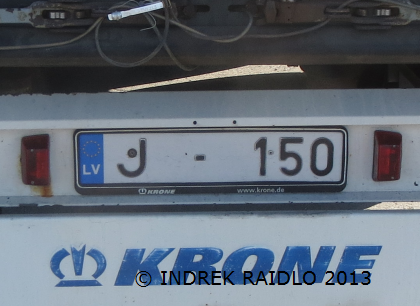 LV J - 150
KRONE www.krone.de
KRONE
© INDREK RAIDLO 2013